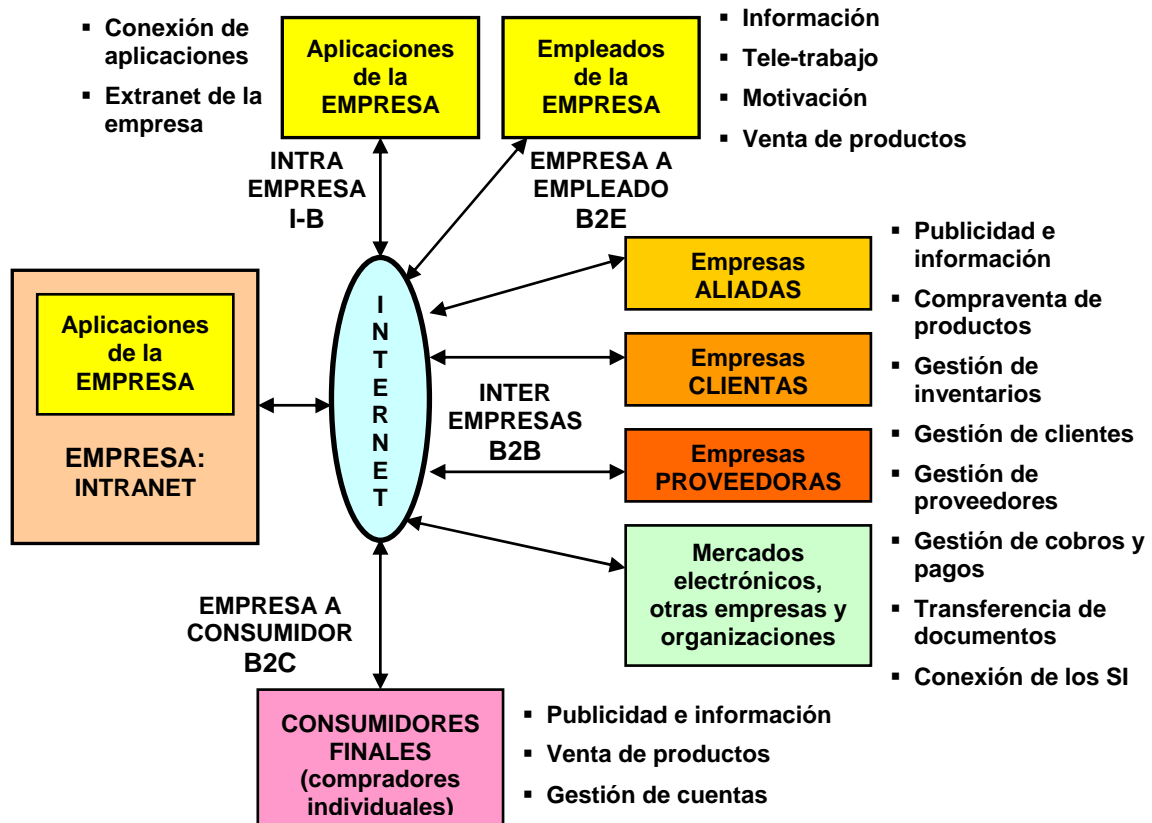 ▪ Conexión de
aplicaciones
▪ Extranet de la
empresa
Aplicaciones
de la
EMPRESA
Empleados
de la
EMPRESA
▪ Información
▪ Tele-trabajo
▪ Motivación
▪ Venta de productos
INTRA
EMPRESA
I-B
EMPRESA A
EMPLEADO
B2E
Aplicaciones
de la
EMPRESA
EMPRESA:
INTRANET
I
N
T
E
R
N
E
T
INTER
EMPRESAS
B2B
Empresas
ALIADAS
Empresas
CLIENTAS
Empresas
PROVEEDORAS
Mercados
electrónicos,
otras empresas y
organizaciones
▪ Publicidad e
información
▪ Compraventa de
productos
▪ Gestión de
inventarios
▪ Gestión de clientes
▪ Gestión de
proveedores
▪ Gestión de cobros y
pagos
▪ Transferencia de
documentos
▪ Conexión de los SI
EMPRESA A
CONSUMIDOR
B2C
CONSUMIDORES
FINALES
(compradores
individuales)
▪ Publicidad e información
▪ Venta de productos
▪ Gestión de cuentas